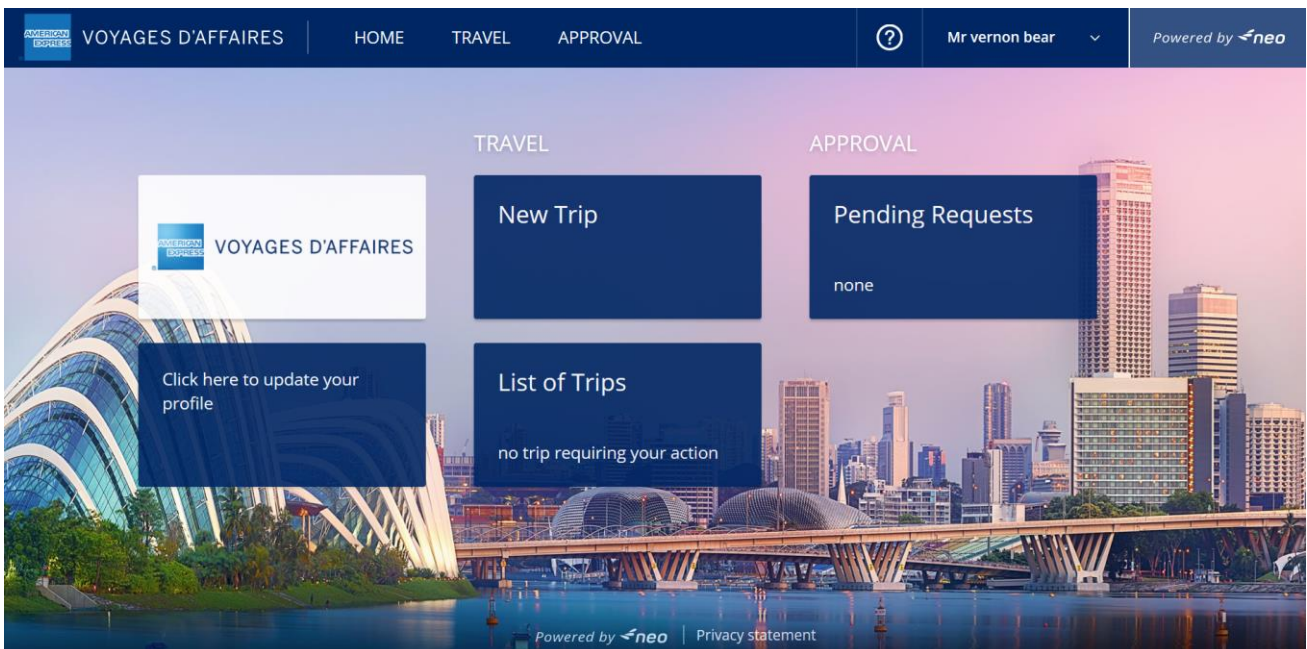 AMERICAN EXPRESS
VOYAGES D'AFFAIRES
HOME
TRAVEL
APPROVAL
?
Mr vernon bear
Powered by neo
TRAVEL
APPROVAL
AMERICAN EXPRESS
VOYAGES D'AFFAIRES
New Trip
Pending Requests
none
Click here to update your
profile
List of Trips
no trip requiring your action
Powered by neo
Privacy statement